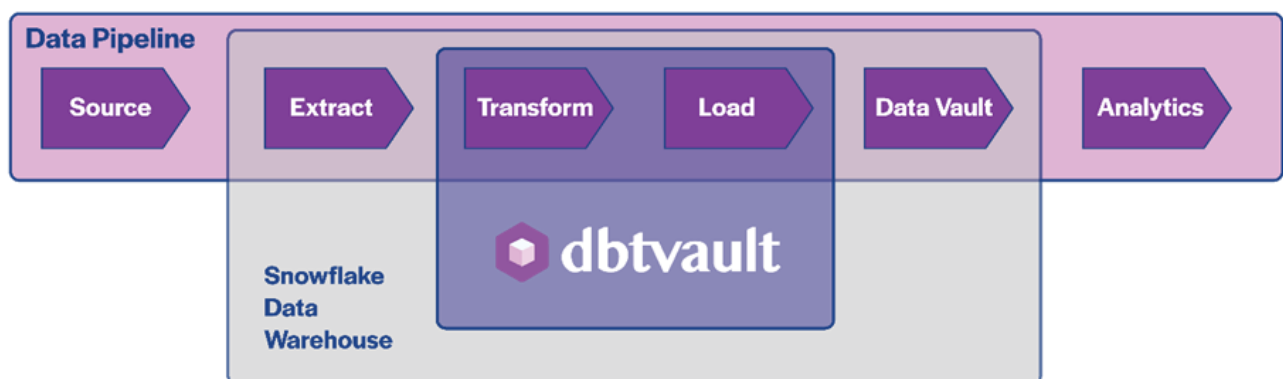 Data Pipeline
Source
Extract
Transform
Load
Data Vault
Analytics
dbtvault
Snowflake
Data
Warehouse